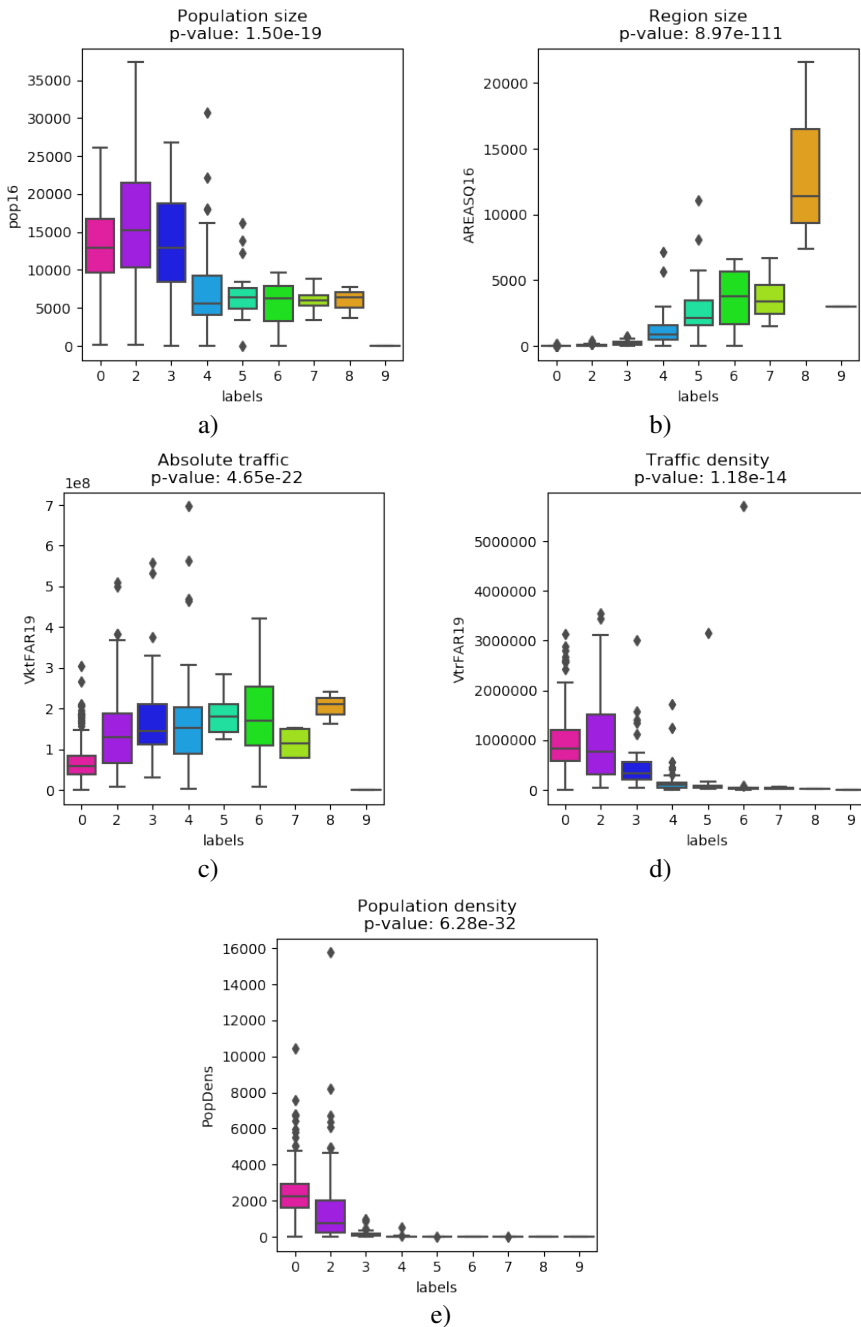 Population size
p-value: 1.50e-19
35000
30000
25000
20000
15000
10000
5000
0
pop16
0 2 3 4 5 6 7 8 9
labels
a)
Region size
p-value: 8.97e-111
20000
15000
10000
5000
0
AREASQ16
0 2 3 4 5 6 7 8 9
labels
b)
Absolute traffic
p-value: 4.65e-22
1e8
7
6
5
4
3
2
1
0
VktFAR19
0 2 3 4 5 6 7 8 9
labels
c)
Traffic density
p-value: 1.18e-14
5000000
4000000
3000000
2000000
1000000
0
VtrFAR19
0 2 3 4 5 6 7 8 9
labels
d)
Population density
p-value: 6.28e-32
16000
14000
12000
10000
8000
6000
4000
2000
0
PopDens
0 2 3 4 5 6 7 8 9
labels
e)